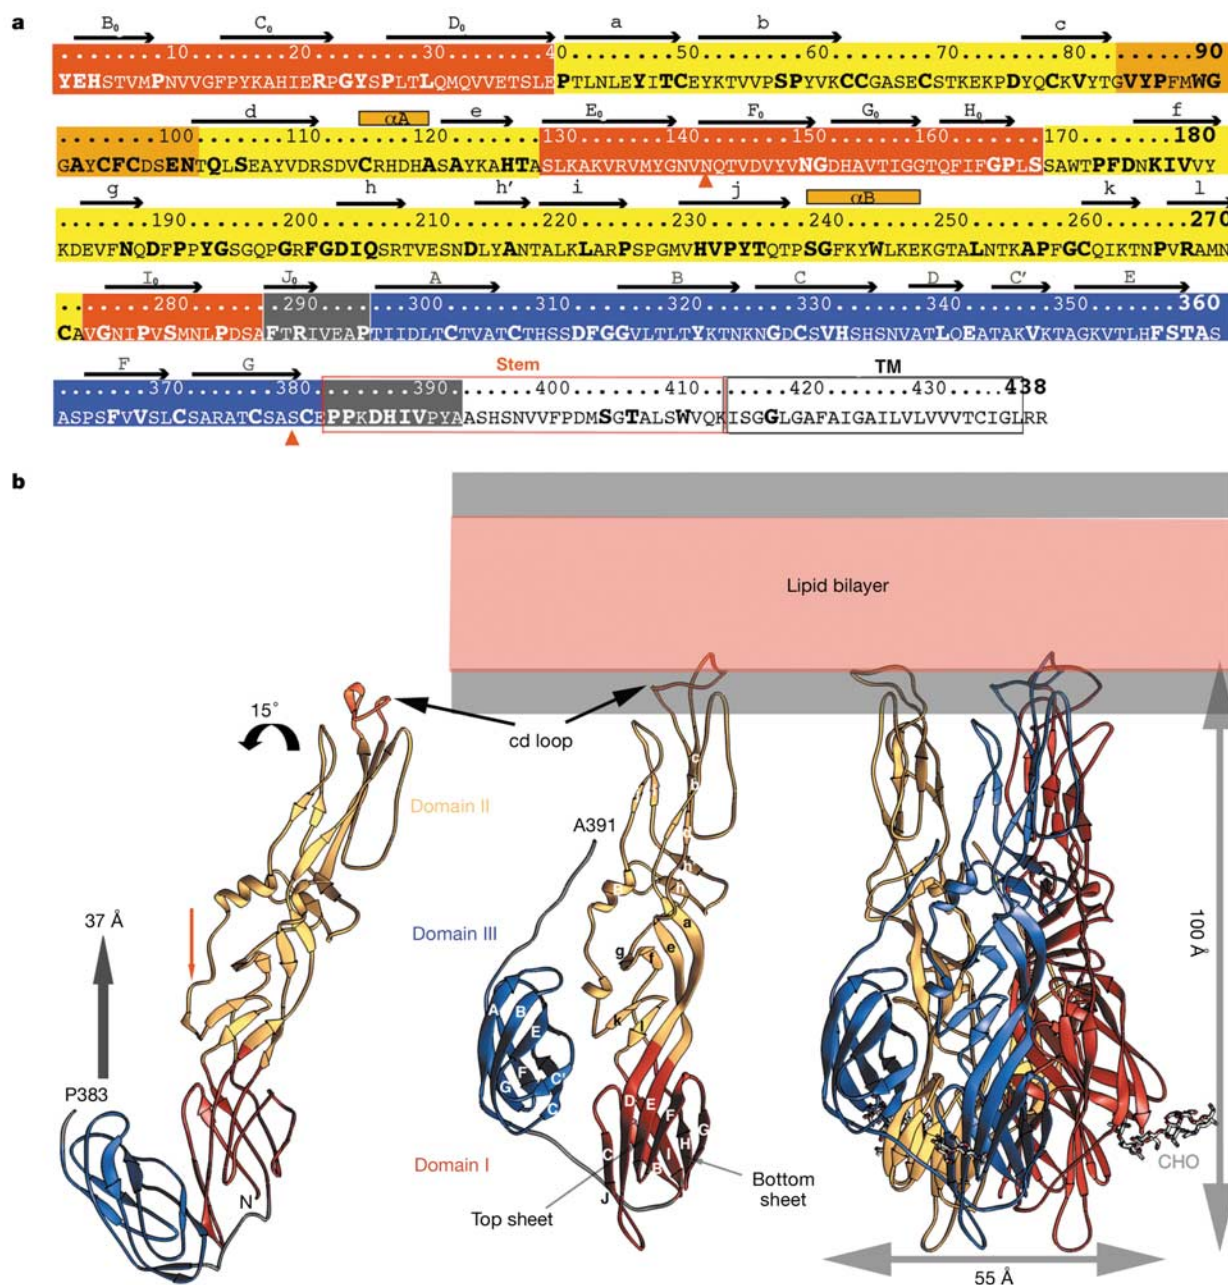 a
B₀ C₀ D₀ a b c
10 20 30 40 50 60 70 80 90
YEHSTVMPNVVGFPYKAHIERPGYSPLTLQMQVVETSLEPTLNLEYITCEYKTVVPSPYVKCCGASECSTKEKPDYQCKVYTGVYPFMWG
d αA e E₀ F₀ G₀ H₀ f
100 110 120 130 140 150 160 170 180
GAYCFCDSENTQLSEAYVDRSDVCRHDHASAYKAHTASLKAKVRVMYGNVNQTVDVYVNGDHAVTIGGTQFIFGPLSSAWTPFDNKIVVY
g h h' i j αB k l
190 200 210 220 230 240 250 260 270
KDEVFNQDFPPYGSGQPGRFGDIQSRTVESNDLYANTALKLARPSPGMVHVPYTQTPSGFKYWLKEKGTALNTKAPFGCQIKTNPVRAMN
I₀ J₀ A B C D C' E
280 290 300 310 320 330 340 350 360
CAVGNIPVSMNLPDSAFTRIVEAPTIIDLTCTVATCTHSSDFGGVLTLTYKTNKNGDCSVHSHSNVATLQEATAKVKTAGKVTLHFSTAS
F G Stem TM
370 380 390 400 410 420 430 438
ASPSFVVSLCSARATCSASCEPPKDHIVPYAASHSNVVFPDMSGTALSWVQKISGGLGAFAIGAILVLVVVTCIGLRR
b
Lipid bilayer
15°
cd loop
c
b
Domain II
A391
d
h'
h
a
37 Å
Domain III
g
f
e
100 Å
A B
E
k l
P383
F
G C'
C
D E F
G
H
CHO
Domain I
C
I
B
N
J
Bottom
sheet
Top sheet
55 Å